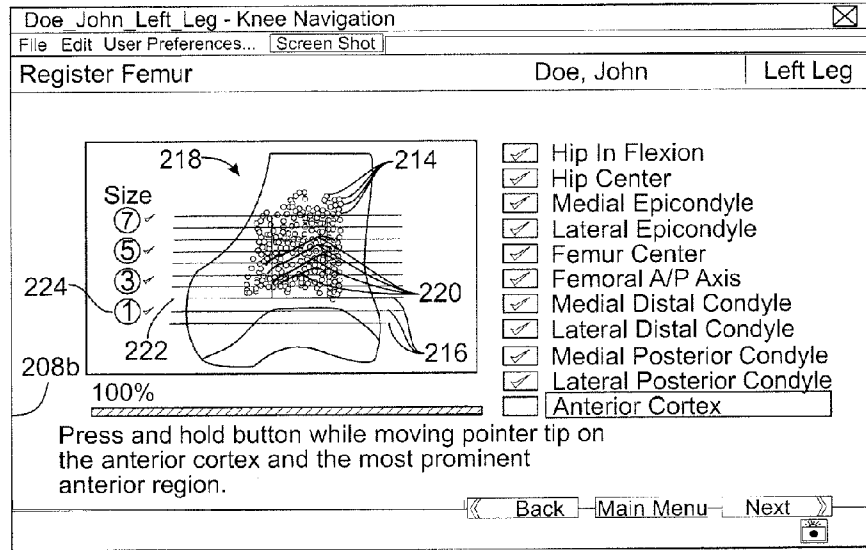 Doe_John_Left_Leg - Knee Navigation
File Edit User Preferences... Screen Shot
Register Femur Doe, John Left Leg
218
214
Size
7
5
3
1
224
222
220
216
208b
Hip In Flexion
Hip Center
Medial Epicondyle
Lateral Epicondyle
Femur Center
Femoral A/P Axis
Medial Distal Condyle
Lateral Distal Condyle
Medial Posterior Condyle
Lateral Posterior Condyle
Anterior Cortex
100%
Press and hold button while moving pointer tip on
the anterior cortex and the most prominent
anterior region.
Back Main Menu Next